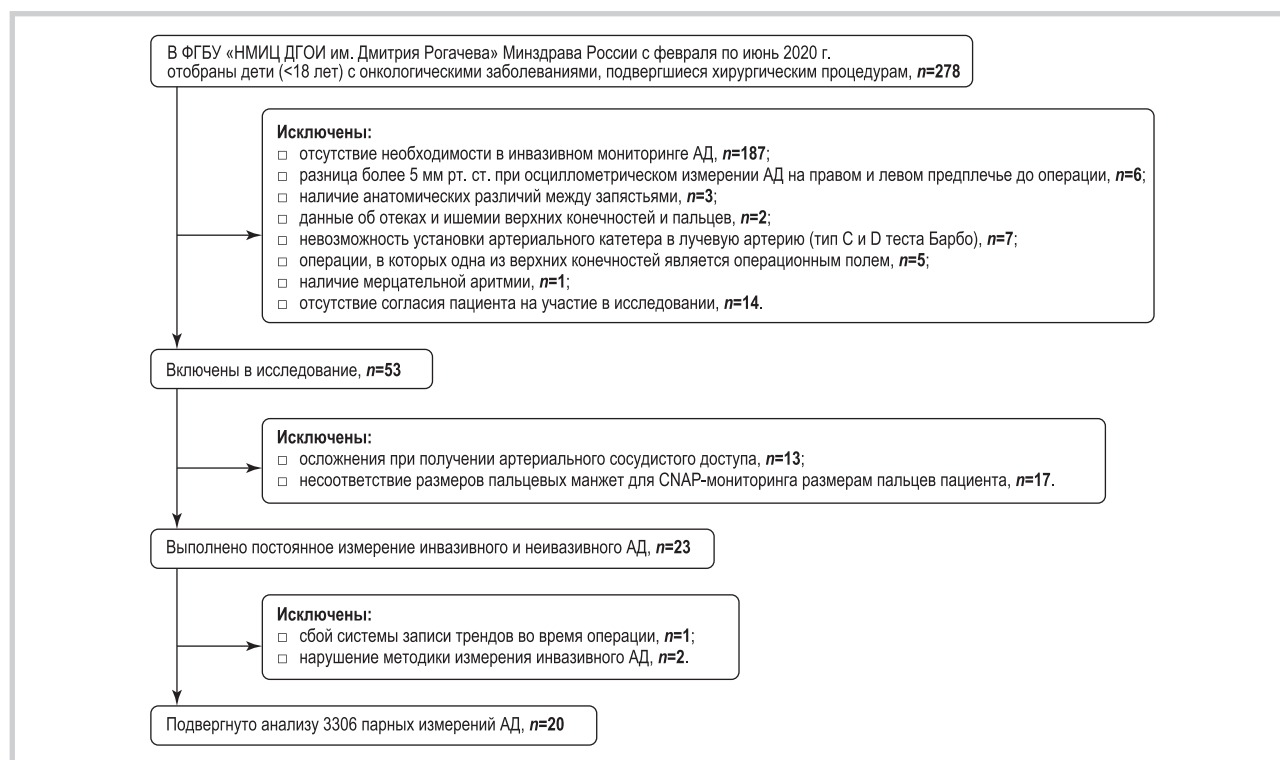 В ФГБУ «НМИЦ ДГОИ им. Дмитрия Рогачева» Минздрава России с февраля по июнь 2020 г.
отобраны дети (<18 лет) с онкологическими заболеваниями, подвергшиеся хирургическим процедурам, n=278
Исключены:
□ отсутствие необходимости в инвазивном мониторинге АД, n=187;
□ разница более 5 мм рт. ст. при осциллометрическом измерении АД на правом и левом предплечье до операции, n=6;
□ наличие анатомических различий между запястьями, n=3;
□ данные об отеках и ишемии верхних конечностей и пальцев, n=2;
□ невозможность установки артериального катетера в лучевую артерию (тип С и D теста Барбо), n=7;
□ операции, в которых одна из верхних конечностей является операционным полем, n=5;
□ наличие мерцательной аритмии, n=1;
□ отсутствие согласия пациента на участие в исследовании, n=14.
Включены в исследование, n=53
Исключены:
□ осложнения при получении артериального сосудистого доступа, n=13;
□ несоответствие размеров пальцевых манжет для CNAP-мониторинга размерам пальцев пациента, n=17.
Выполнено постоянное измерение инвазивного и неивазивного АД, n=23
Исключены:
□ сбой системы записи трендов во время операции, n=1;
□ нарушение методики измерения инвазивного АД, n=2.
Подвергнуто анализу 3306 парных измерений АД, n=20